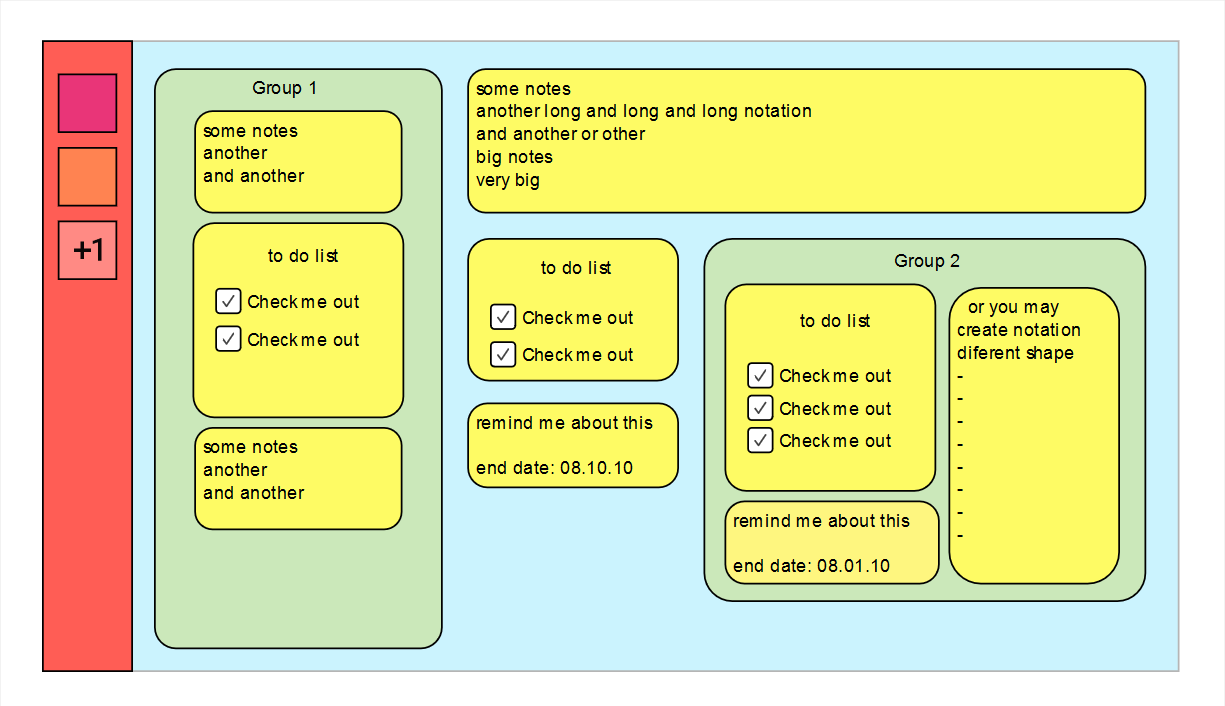 +1
Group 1
some notes
another
and another
to do list
Check me out
Check me out
some notes
another
and another
some notes
another long and long and long notation
and another or other
big notes
very big
to do list
Check me out
Check me out
remind me about this
end date: 08.10.10
Group 2
to do list
Check me out
Check me out
Check me out
remind me about this
end date: 08.01.10
or you may
create notation
diferent shape
-
-
-
-
-
-
-
-